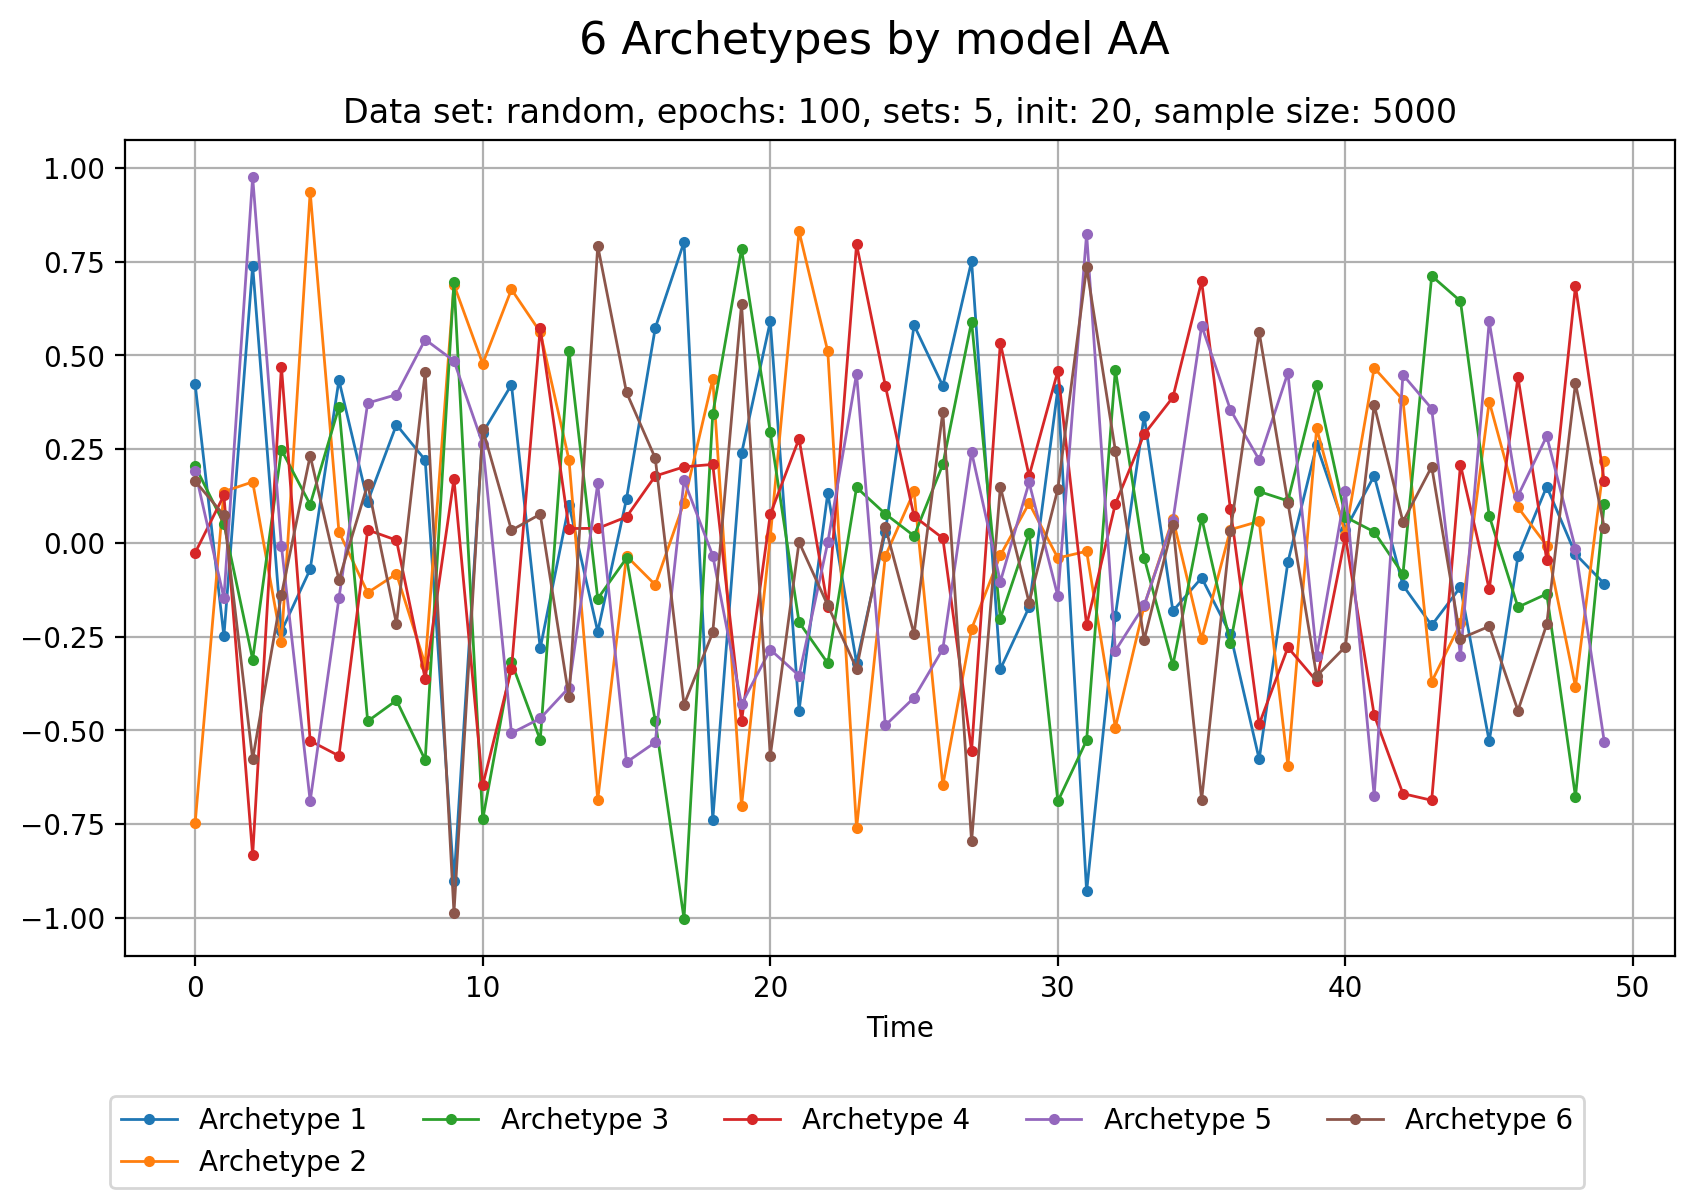 6 Archetypes by model AA
Data set: random, epochs: 100, sets: 5, init: 20, sample size: 5000
1.00
0.75
0.50
0.25
0.00
−0.25
−0.50
−0.75
−1.00
0 10 20 30 40 50
Time
Archetype 1 Archetype 3 Archetype 4 Archetype 5 Archetype 6
Archetype 2